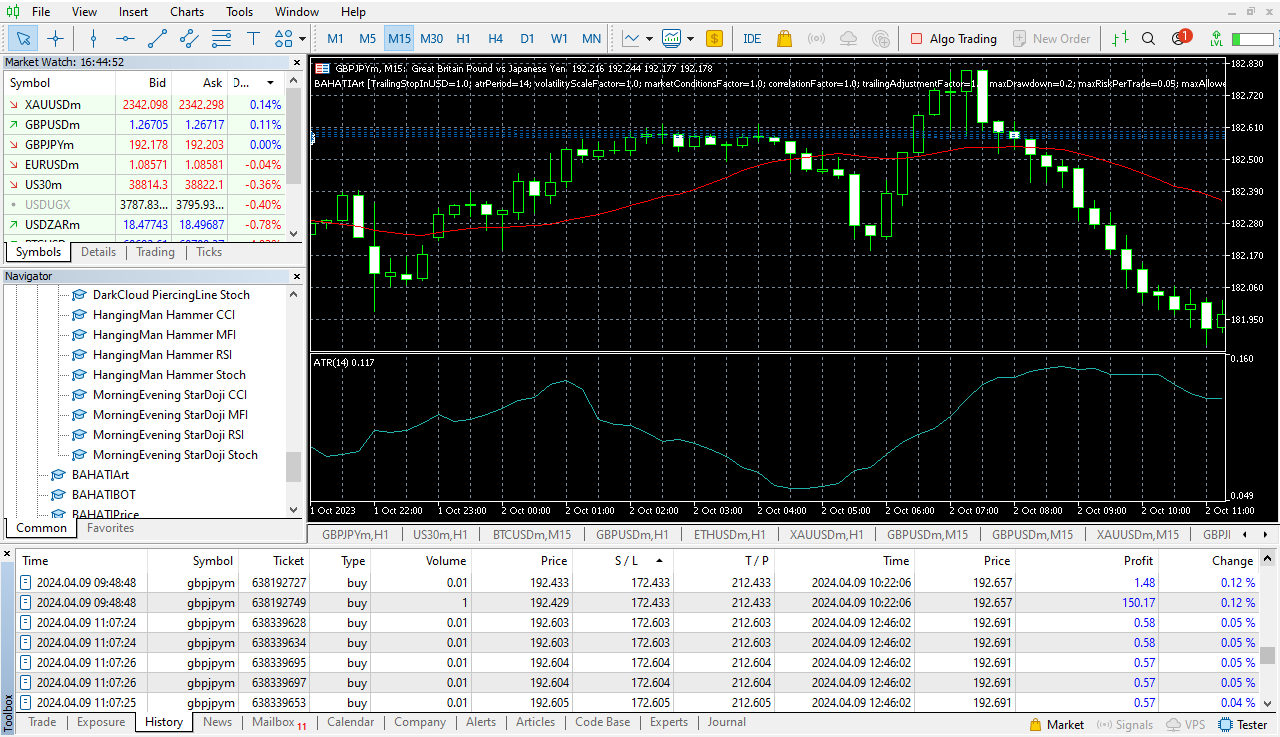 File View Insert Charts Tools Window Help
M1 M5 M15 M30 H1 H4 D1 W1 MN $ IDE Algo Trading New Order 1 LVL
Market Watch: 16:44:52
Symbol Bid Ask D...
XAUUSDm 2342.098 2342.298 0.14%
GBPUSDm 1.26705 1.26717 0.11%
GBPJPYm 192.178 192.203 0.00%
EURUSDm 1.08571 1.08581 -0.04%
US30m 38814.3 38822.1 -0.36%
USDUGX 3787.83... 3795.93... -0.40%
USDZARm 18.47743 18.49687 -0.78%
Symbols Details Trading Ticks
Navigator
DarkCloud PiercingLine Stoch
HangingMan Hammer CCI
HangingMan Hammer MFI
HangingMan Hammer RSI
HangingMan Hammer Stoch
MorningEvening StarDoji CCI
MorningEvening StarDoji MFI
MorningEvening StarDoji RSI
MorningEvening StarDoji Stoch
BAHATIArt
BAHATIBOT
BAHATIPrice
Common Favorites
GBPJPYm, M15: Great Britain Pound vs Japanese Yen 192.216 192.244 192.177 192.178
BAHATIArt [TrailingStopInUSD=1.0; atrPeriod=14; volatilityScaleFactor=1.0; marketConditionsFactor=1.0; correlationFactor=1.0; trailingAdjustmentFactor=1. maxDrawdown=0.2; maxRiskPerTrade=0.05; maxAllowe
182.830
182.720
182.610
182.500
182.390
182.280
182.170
182.060
181.950
ATR(14) 0.117
0.160
0.049
1 Oct 2023 1 Oct 22:00 1 Oct 23:00 2 Oct 00:00 2 Oct 01:00 2 Oct 02:00 2 Oct 03:00 2 Oct 04:00 2 Oct 05:00 2 Oct 06:00 2 Oct 07:00 2 Oct 08:00 2 Oct 09:00 2 Oct 10:00 2 Oct 11:00
GBPJPYm,H1 US30m,H1 BTCUSDm,M15 GBPUSDm,H1 ETHUSDm,H1 XAUUSDm,H1 GBPUSDm,M15 GBPUSDm,M15 XAUUSDm,M15 GBPJI
Time Symbol Ticket Type Volume Price S / L T / P Time Price Profit Change
2024.04.09 09:48:48 gbpjpym 638192727 buy 0.01 192.433 172.433 212.433 2024.04.09 10:22:06 192.657 1.48 0.12 %
2024.04.09 09:48:48 gbpjpym 638192749 buy 1 192.429 172.433 212.433 2024.04.09 10:22:06 192.657 150.17 0.12 %
2024.04.09 11:07:24 gbpjpym 638339628 buy 0.01 192.603 172.603 212.603 2024.04.09 12:46:02 192.691 0.58 0.05 %
2024.04.09 11:07:24 gbpjpym 638339634 buy 0.01 192.603 172.603 212.603 2024.04.09 12:46:02 192.691 0.58 0.05 %
2024.04.09 11:07:26 gbpjpym 638339695 buy 0.01 192.604 172.604 212.604 2024.04.09 12:46:02 192.691 0.57 0.05 %
2024.04.09 11:07:26 gbpjpym 638339697 buy 0.01 192.604 172.604 212.604 2024.04.09 12:46:02 192.691 0.57 0.05 %
2024.04.09 11:07:25 gbpjpym 638339653 buy 0.01 192.605 172.605 212.605 2024.04.09 12:46:02 192.691 0.57 0.04 %
Toolbox
Trade Exposure History News Mailbox 11 Calendar Company Alerts Articles Code Base Experts Journal Market Signals VPS Tester